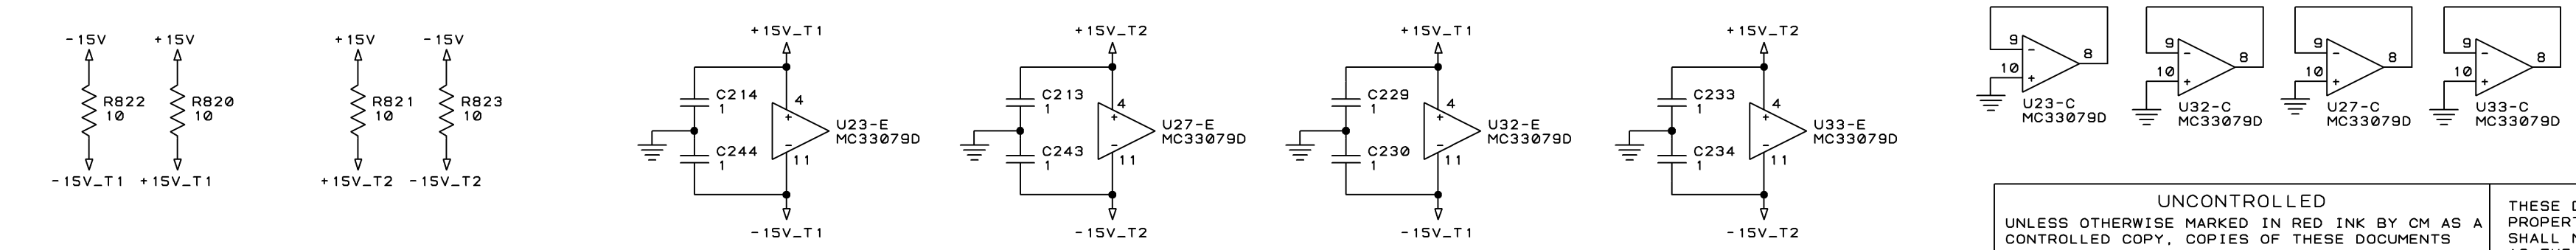 -15V
+15V
R822
10
R820
10
-15V_T1
+15V_T1
+15V
-15V
R821
10
R823
10
+15V_T2
-15V_T2
+15V_T1
C214
1
4
+
U23-E
MC33079D
-
11
C244
1
-15V_T1
+15V_T2
C213
1
4
+
U27-E
MC33079D
-
11
C243
1
-15V_T2
+15V_T1
C229
1
4
+
U32-E
MC33079D
-
11
C230
1
-15V_T1
+15V_T2
C233
1
4
+
U33-E
MC33079D
-
11
C234
1
-15V_T2
9
-
8
10
+
U23-C
MC33079D
9
-
8
10
+
U32-C
MC33079D
9
-
8
10
+
U27-C
MC33079D
9
-
8
10
+
U33-C
MC33079D
UNCONTROLLED
UNLESS OTHERWISE MARKED IN RED INK BY CM AS A
CONTROLLED COPY, COPIES OF THESE DOCUMENTS
THESE D
PROPERT
SHALL N